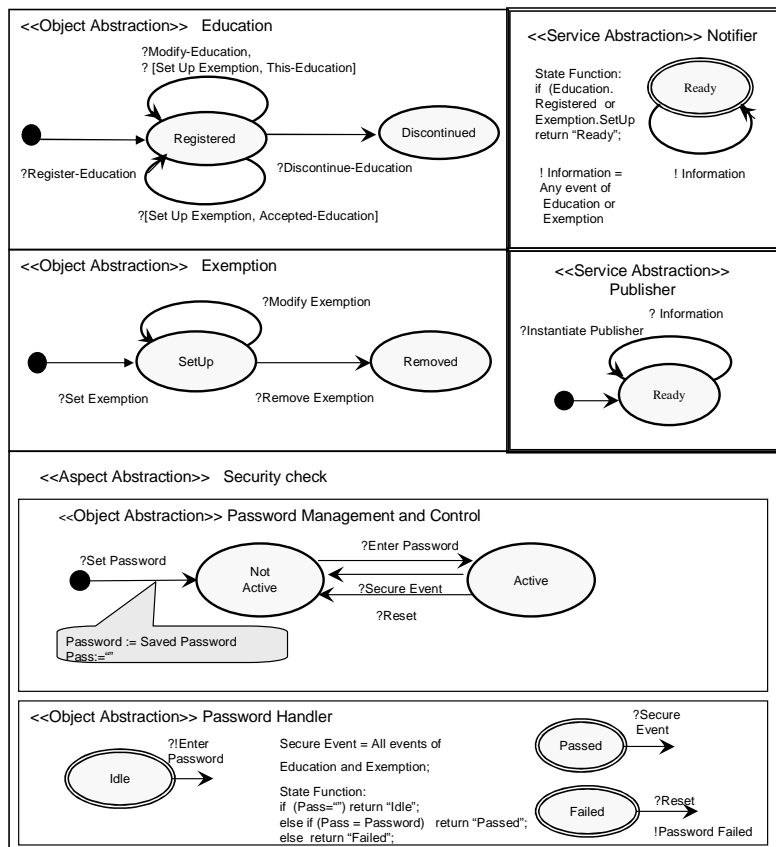 <<Object Abstraction>> Education
?Modify-Education,
? [Set Up Exemption, This-Education]
Registered
Discontinued
?Register-Education
?Discontinue-Education
?[Set Up Exemption, Accepted-Education]
<<Service Abstraction>> Notifier
State Function:
if (Education.
Registered or
Exemption.SetUp
return “Ready”;
Ready
! Information =
Any event of
Education or
Exemption
! Information
<<Object Abstraction>> Exemption
?Modify Exemption
SetUp
Removed
?Set Exemption
?Remove Exemption
<<Service Abstraction>>
Publisher
? Information
?Instantiate Publisher
Ready
<<Aspect Abstraction>> Security check
<<Object Abstraction>> Password Management and Control
?Set Password
?Enter Password
Not
Active
Active
?Secure Event
?Reset
Password := Saved Password
Pass:=“”
<<Object Abstraction>> Password Handler
?!Enter
Password
Idle
Secure Event = All events of
Education and Exemption;
State Function:
if (Pass=“”) return “Idle”;
else if (Pass = Password) return “Passed”;
else return “Failed”;
Passed
?Secure
Event
Failed
?Reset
!Password Failed